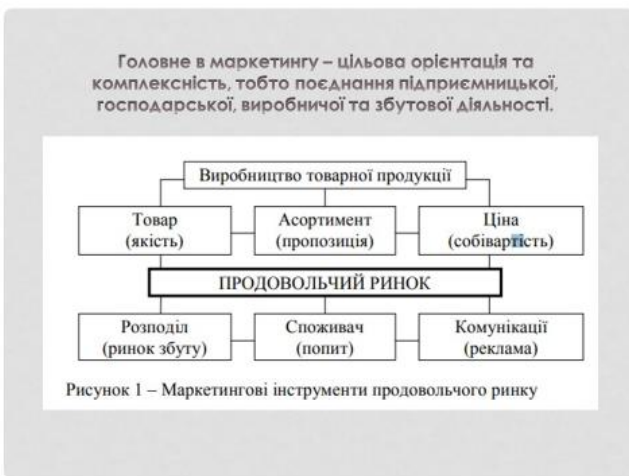 Головне в маркетингу – цільова орієнтація та
комплексність, тобто поєднання підприємницької,
господарської, виробничої та збутової діяльності.
Виробництво товарної продукції
Товар
(якість)
Асортимент
(пропозиція)
Ціна
(собівартість)
ПРОДОВОЛЬЧИЙ РИНОК
Розподіл
(ринок збуту)
Споживач
(попит)
Комунікації
(реклама)
Рисунок 1 – Маркетингові інструменти продовольчого ринку